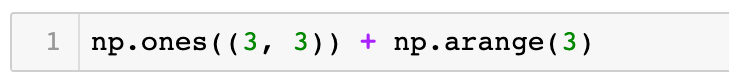 1 np.ones((3, 3)) + np.arange(3)